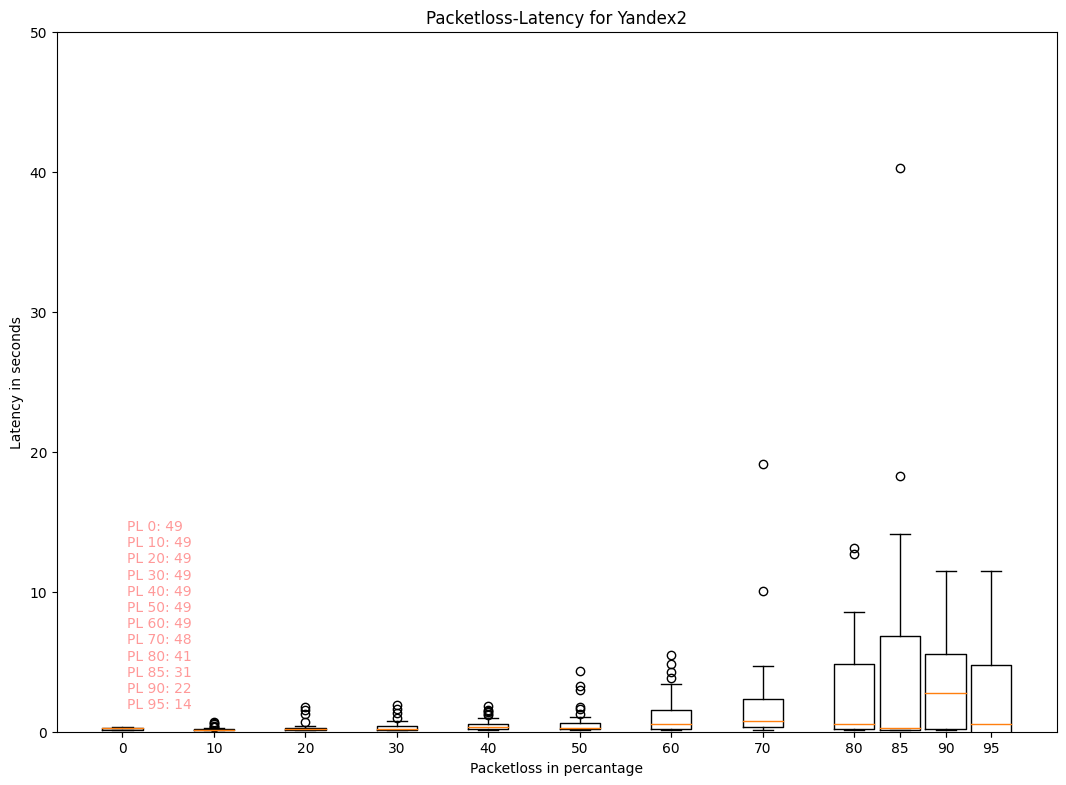 Packetloss-Latency for Yandex2
50
40
30
20
10
0
Latency in seconds
PL 0: 49
PL 10: 49
PL 20: 49
PL 30: 49
PL 40: 49
PL 50: 49
PL 60: 49
PL 70: 48
PL 80: 41
PL 85: 31
PL 90: 22
PL 95: 14
0 10 20 30 40 50 60 70 80 85 90 95
Packetloss in percantage